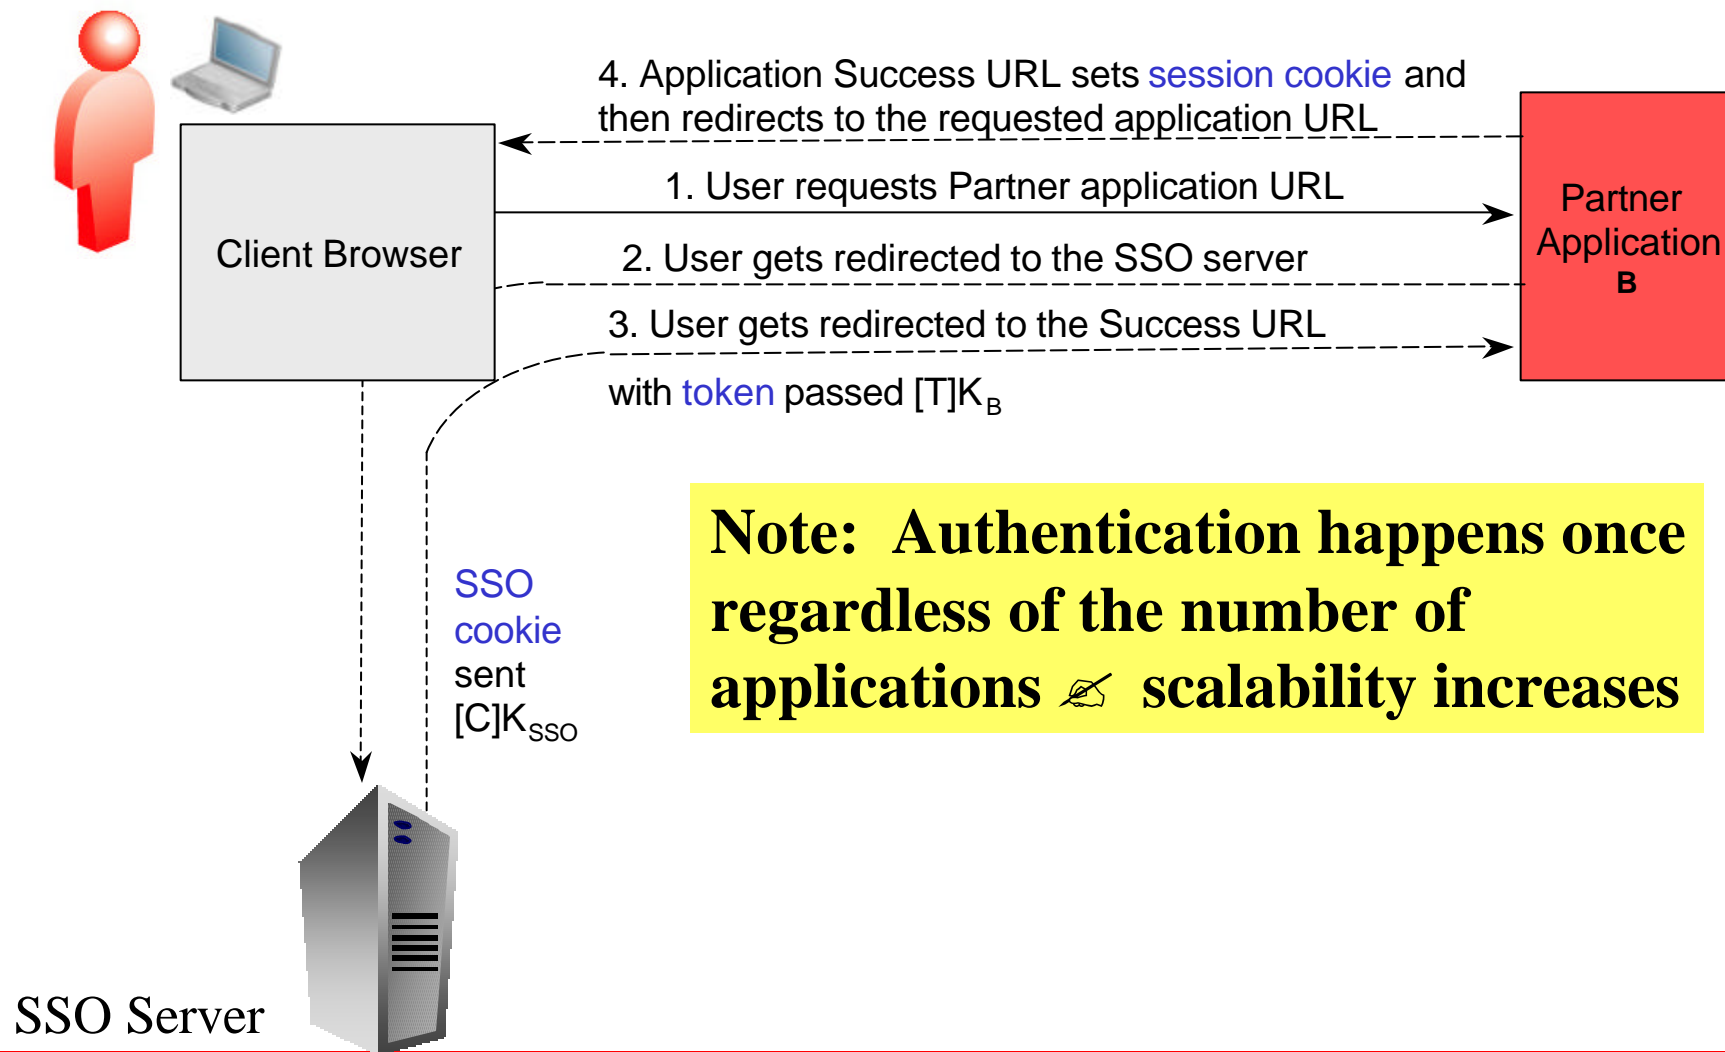 4. Application Success URL sets session cookie and
then redirects to the requested application URL
1. User requests Partner application URL
Client Browser
Partner
Application
B
2. User gets redirected to the SSO server
3. User gets redirected to the Success URL
with token passed [T]K_B
SSO
cookie
sent
[C]K_SSO
Note: Authentication happens once
regardless of the number of
applications ✍ scalability increases
SSO Server